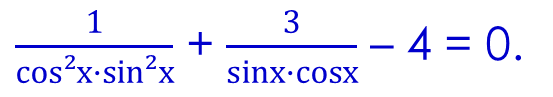 1/(cos²x·sin²x) + 3/(sinx·cosx) − 4 = 0.